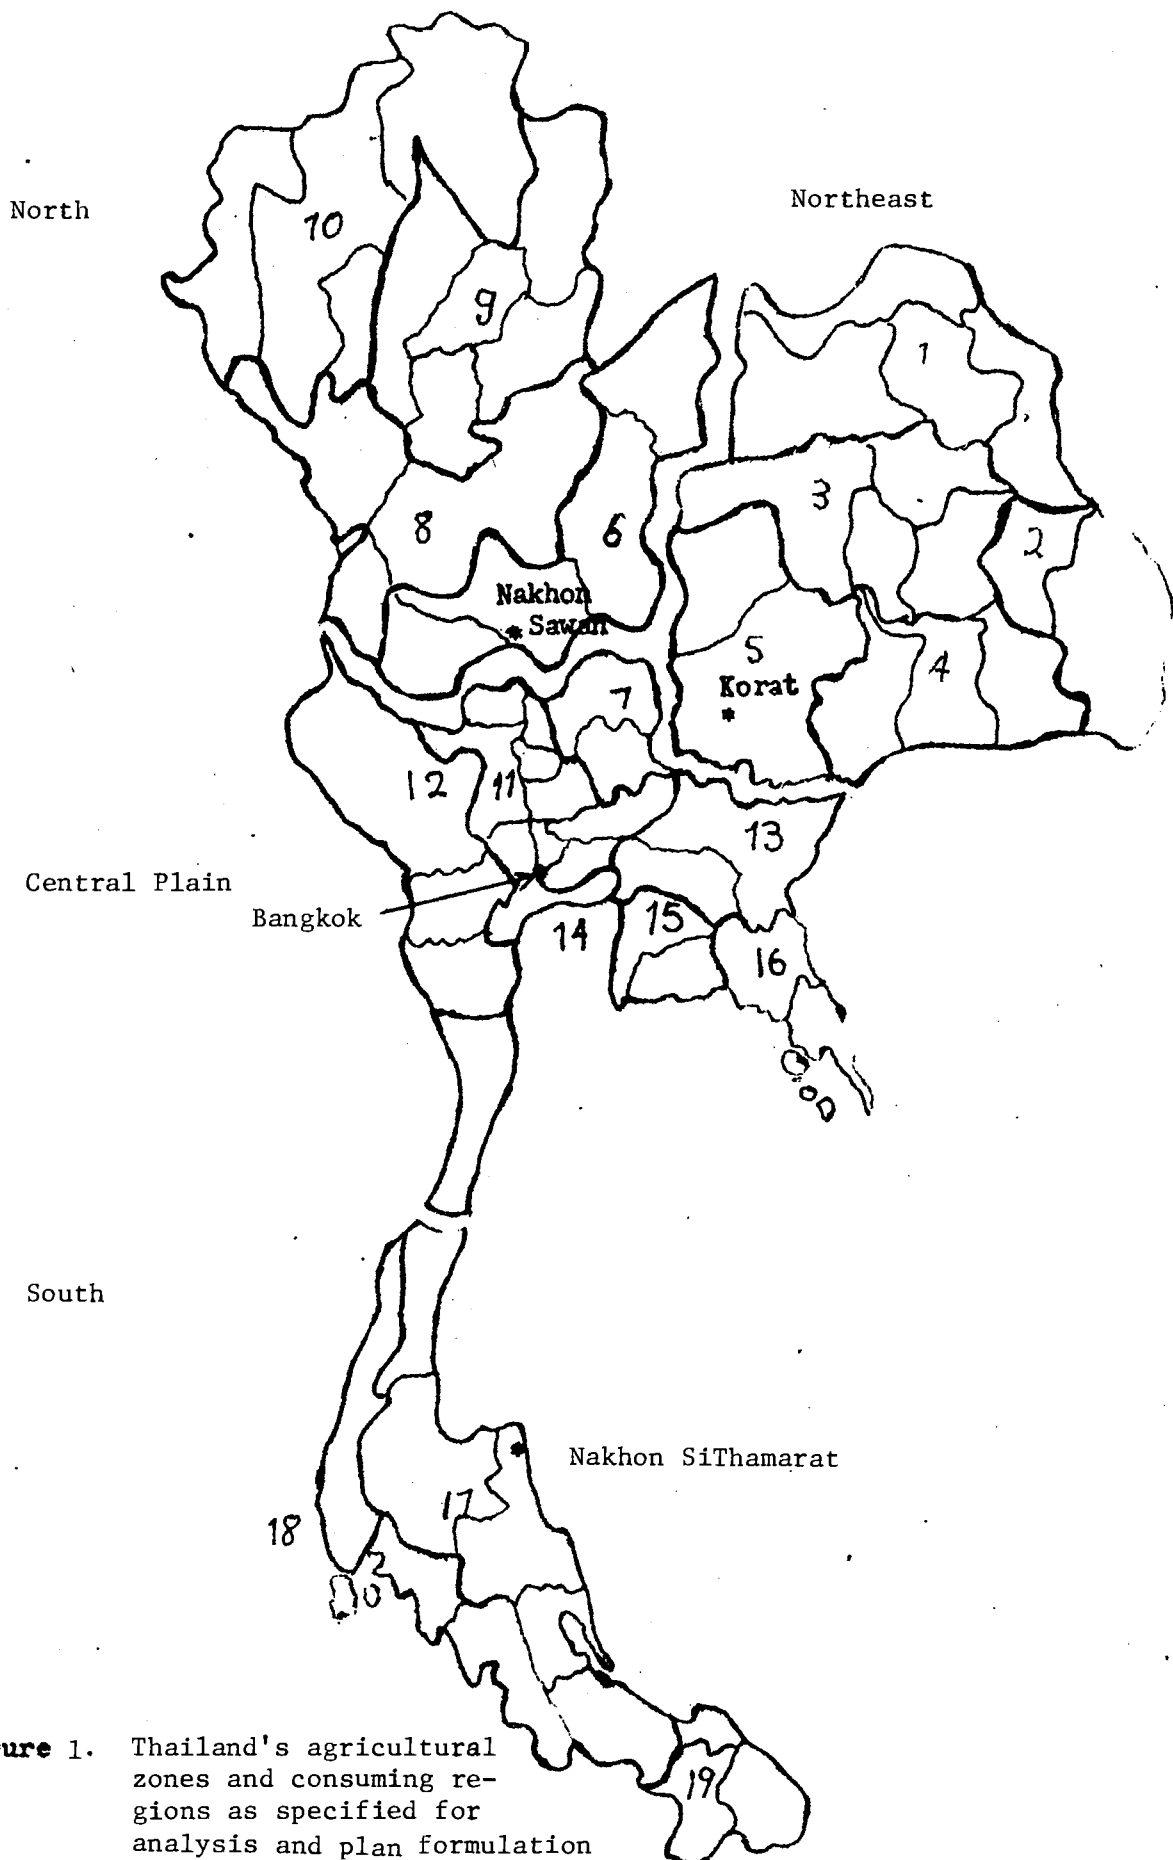 North
Northeast
10
9
1
3
8
6
2
Nakhon
Sawan
5
4
Korat
7
12
11
13
Central Plain
Bangkok
15
14
16
South
Nakhon SiThamarat
17
18
19
ure 1. Thailand's agricultural
zones and consuming re-
gions as specified for
analysis and plan formulation